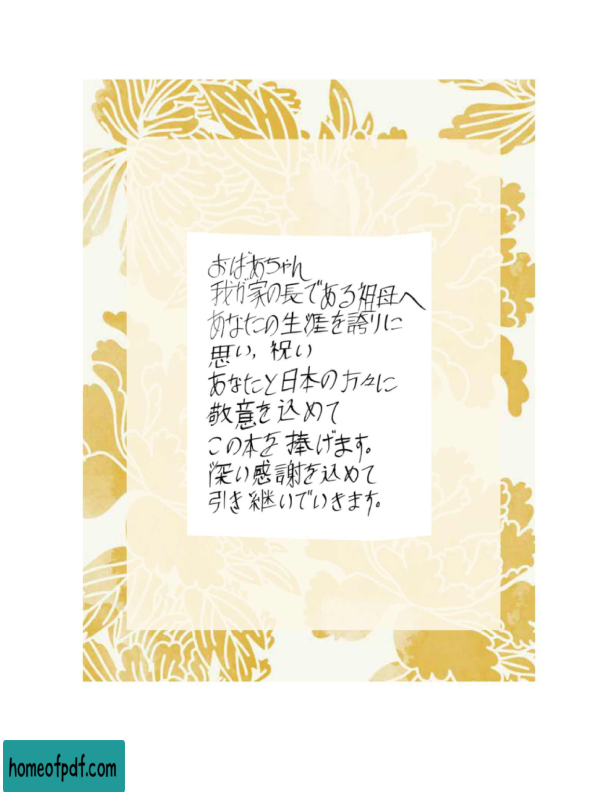 おばあちゃん
我が家の長である祖母へ
あなたの生涯を誇りに
思い, 祝い
あなたと日本の方々に
敬意を込めて
この本を捧げます。
深い感謝を込めて
引き継いでいきます。
homeofpdf.com